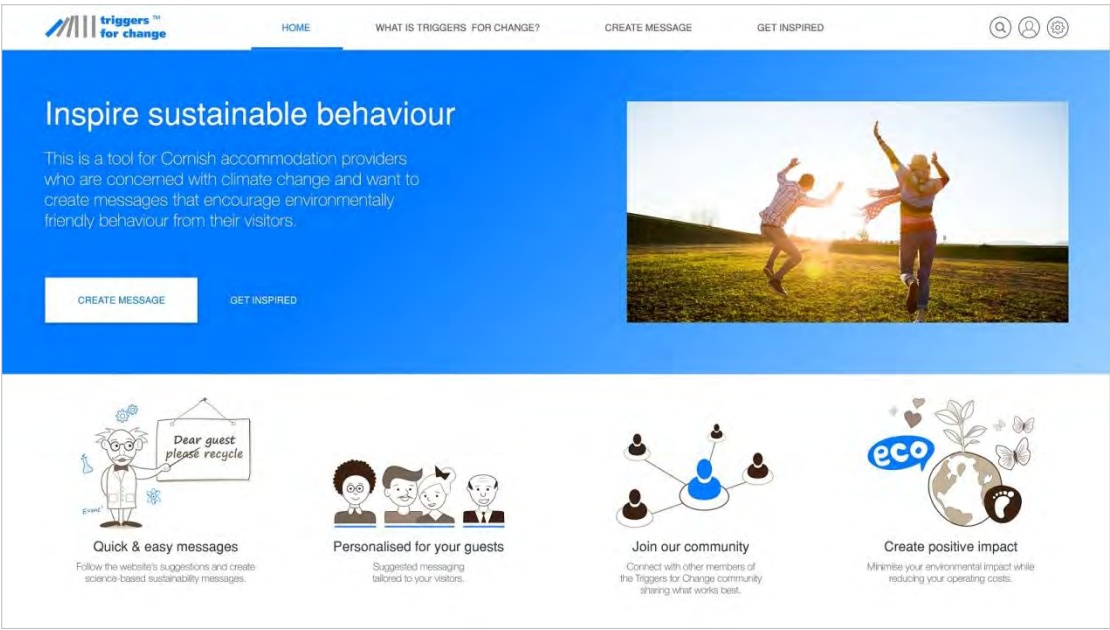 triggers ™
for change
HOME
WHAT IS TRIGGERS FOR CHANGE?
CREATE MESSAGE
GET INSPIRED
Inspire sustainable behaviour
This is a tool for Cornish accommodation providers
who are concerned with climate change and want to
create messages that encourage environmentally
friendly behaviour from their visitors.
CREATE MESSAGE
GET INSPIRED
Dear guest
please recycle
E=mc²
eco
Quick & easy messages
Follow the website's suggestions and create
science-based sustainability messages.
Personalised for your guests
Suggested messaging
tailored to your visitors.
Join our community
Connect with other members of
the Triggers for Change community
sharing what works best.
Create positive impact
Minimise your environmental impact while
reducing your operating costs.